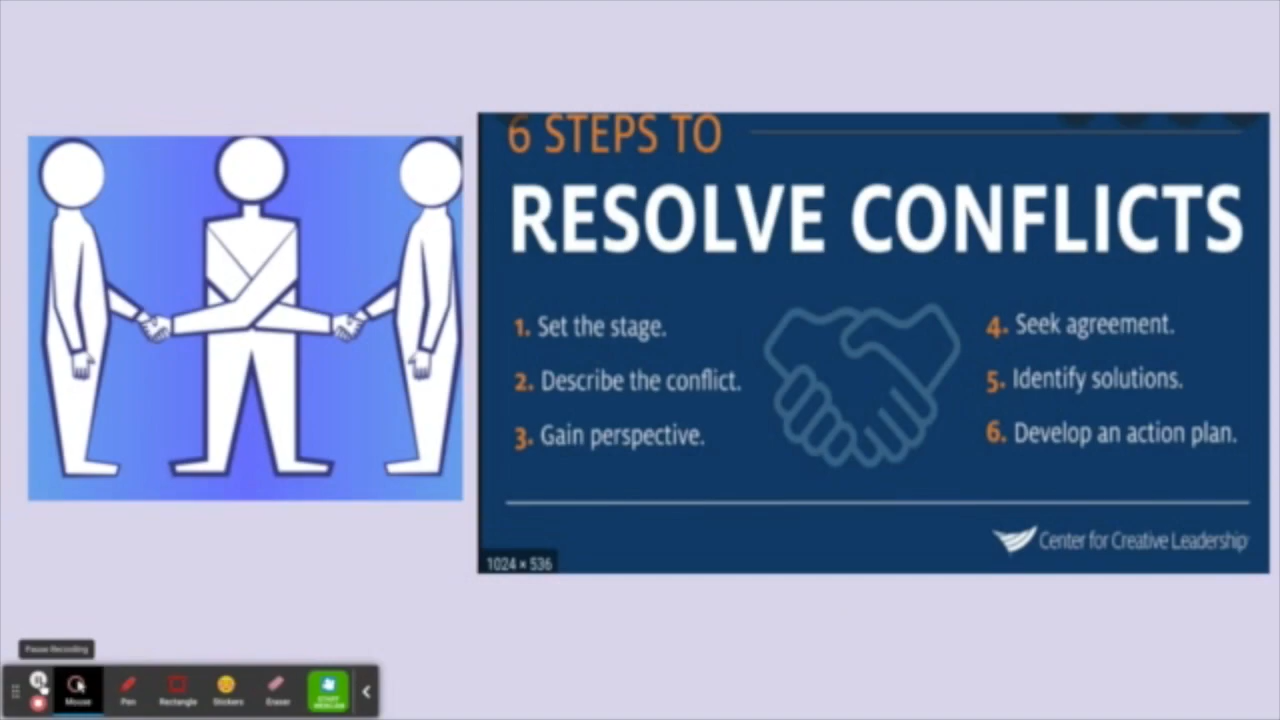 6 STEPS TO
RESOLVE CONFLICTS
1. Set the stage.
2. Describe the conflict.
3. Gain perspective.
4. Seek agreement.
5. Identify solutions.
6. Develop an action plan.
Center for Creative Leadership
1024 × 536
Pause Recording
Mouse
Pen
Rectangle
Stickers
Eraser
START
WEBCAM